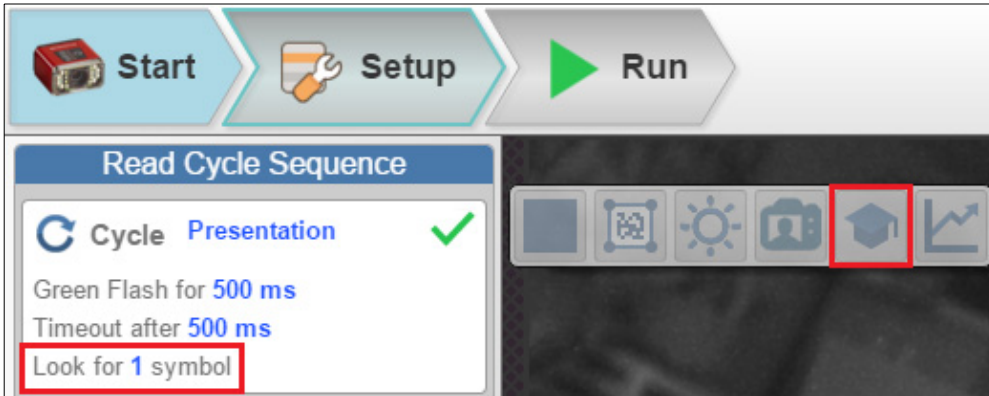 Start
Setup
Run
Read Cycle Sequence
Cycle Presentation
Green Flash for 500 ms
Timeout after 500 ms
Look for 1 symbol